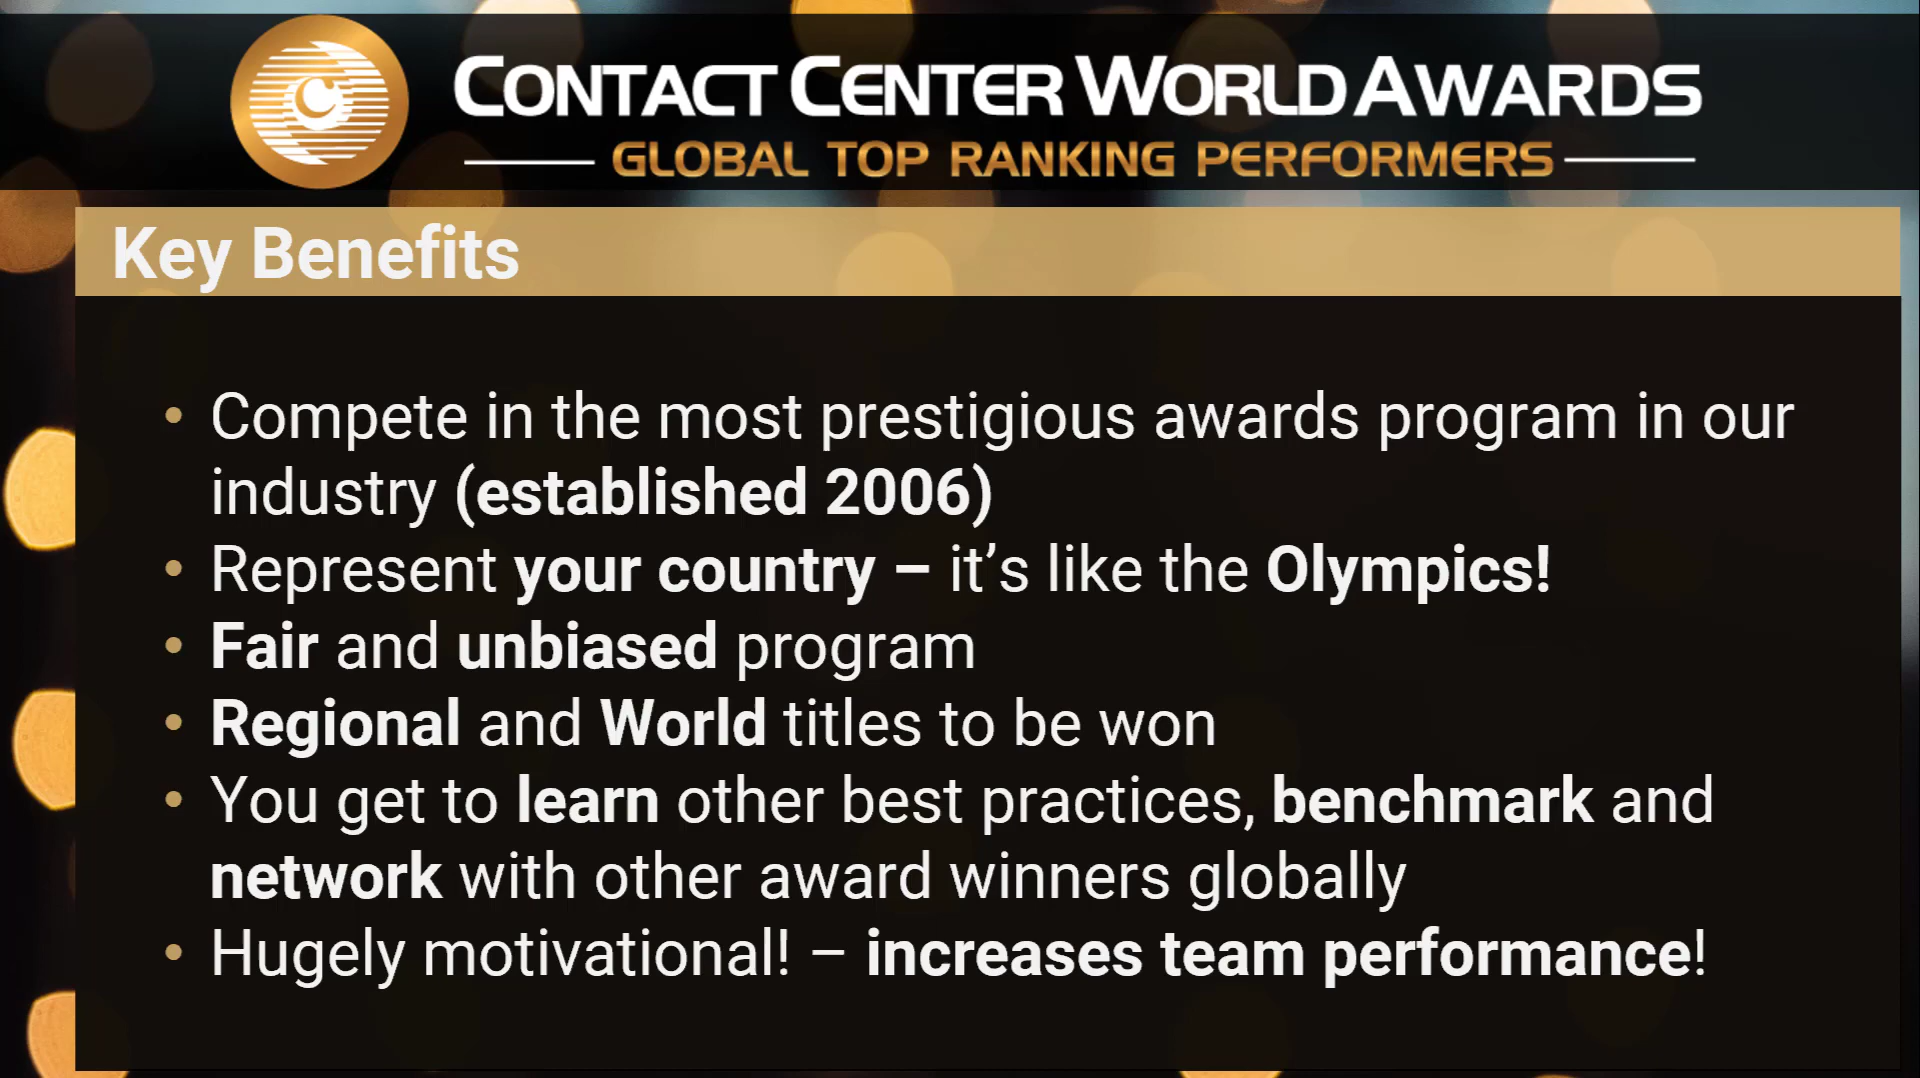 CONTACT CENTER WORLD AWARDS
GLOBAL TOP RANKING PERFORMERS
Key Benefits
• Compete in the most prestigious awards program in our
industry (established 2006)
• Represent your country – it’s like the Olympics!
• Fair and unbiased program
• Regional and World titles to be won
• You get to learn other best practices, benchmark and
network with other award winners globally
• Hugely motivational! – increases team performance!